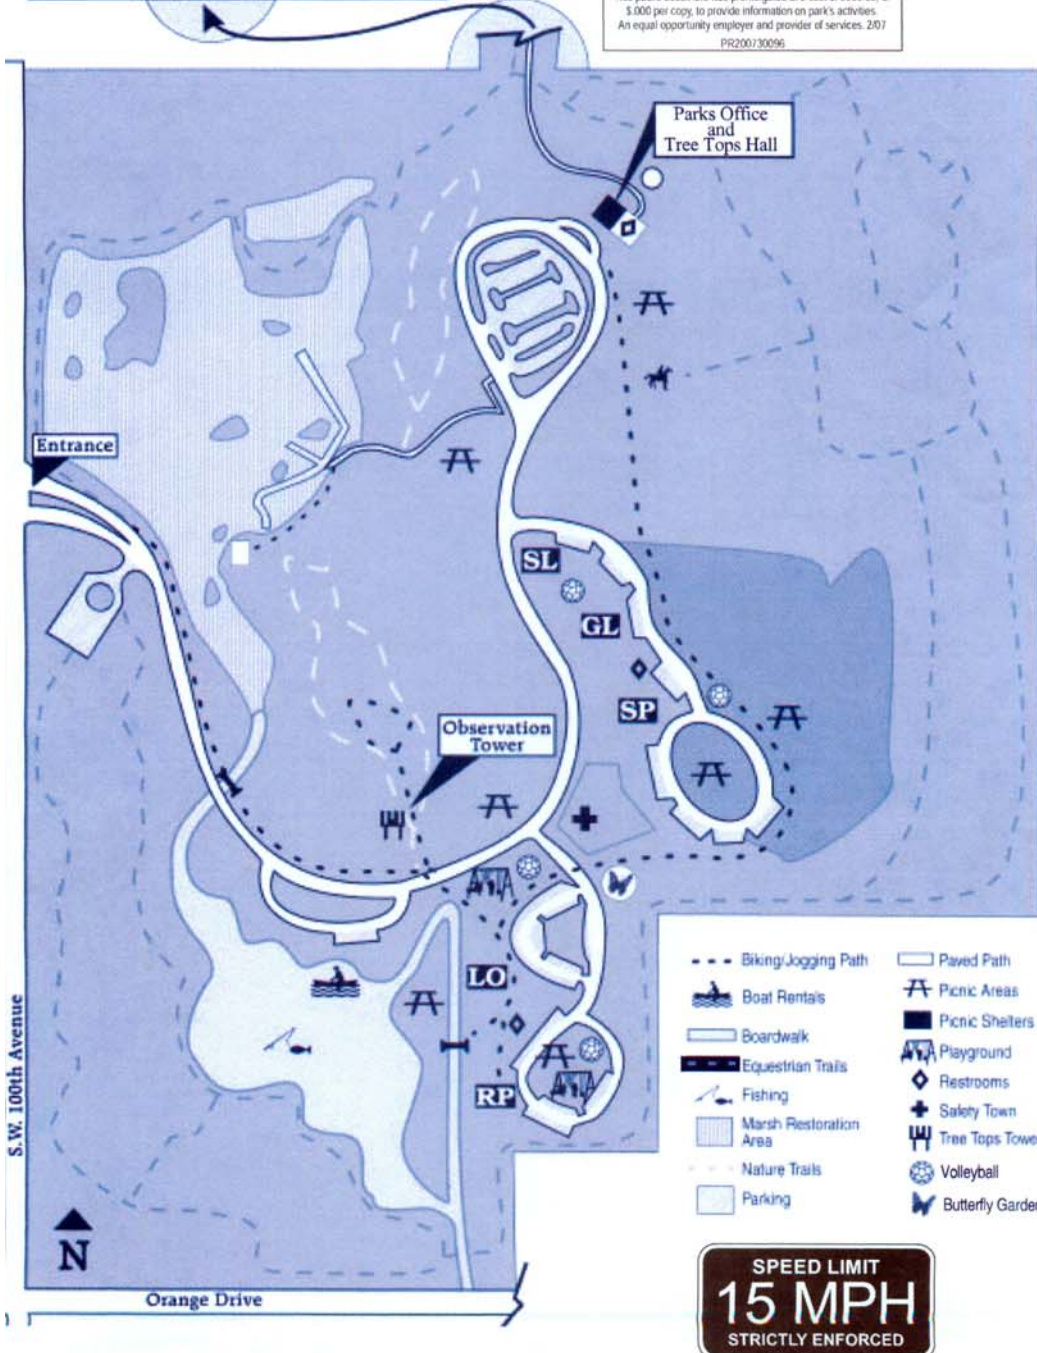 $.000 per copy, to provide information on park's activities.
An equal opportunity employer and provider of services. 2/07
PR200730096
Parks Office
and
Tree Tops Hall
Entrance
SL
GL
SP
Observation
Tower
LO
RP
S.W. 100th Avenue
N
Orange Drive
Biking/Jogging Path
Boat Rentals
Boardwalk
Equestrian Trails
Fishing
Marsh Restoration
Area
Nature Trails
Parking
Paved Path
Picnic Areas
Picnic Shelters
Playground
Restrooms
Safety Town
Tree Tops Towe
Volleyball
Butterfly Garde
SPEED LIMIT
15 MPH
STRICTLY ENFORCED